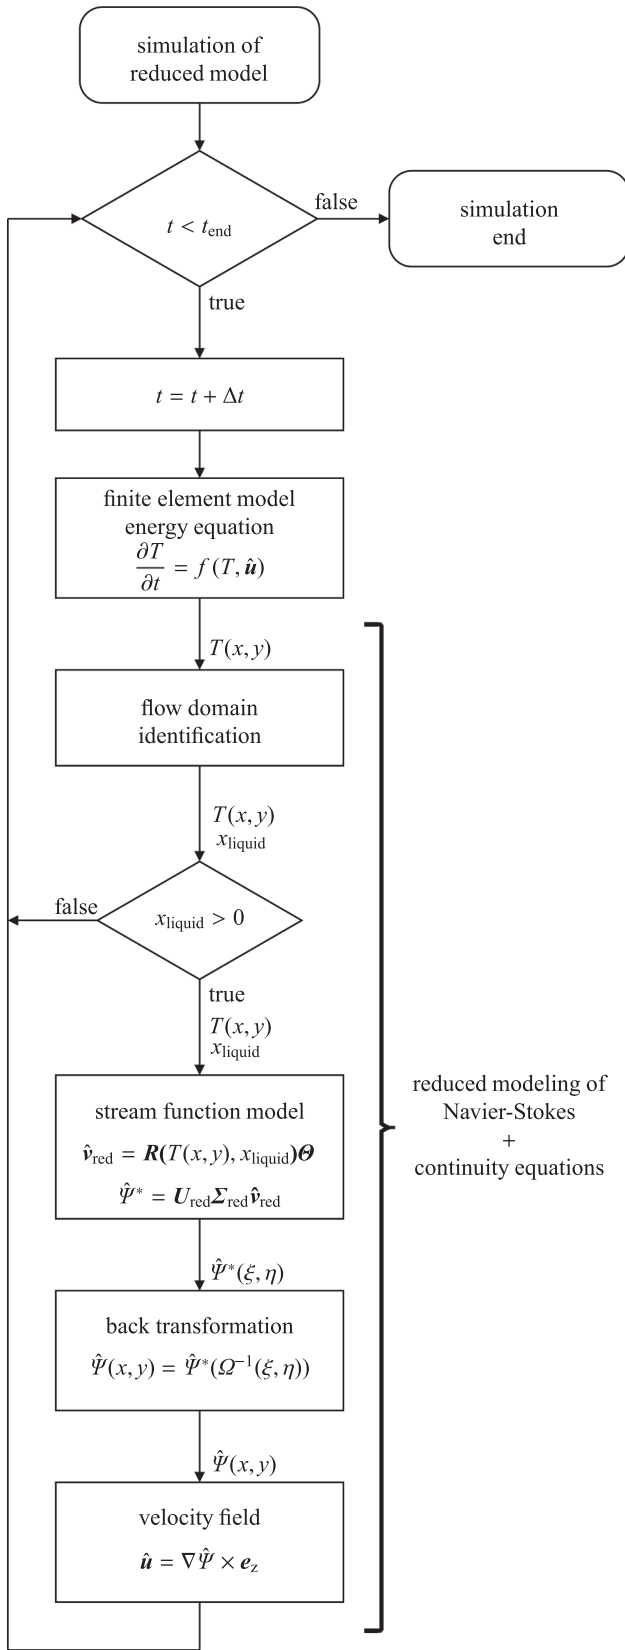 simulation of
reduced model
t < t_end
false
simulation
end
true
t = t + Δt
finite element model
energy equation
∂T/∂t = f (T, û)
T(x, y)
flow domain
identification
T(x, y)
x_liquid
false
x_liquid > 0
true
T(x, y)
x_liquid
stream function model
v̂_red = R(T(x, y), x_liquid)Θ
Ψ̂* = U_redΣ_redv̂_red
reduced modeling of
Navier-Stokes
+
continuity equations
Ψ̂*(ξ, η)
back transformation
Ψ̂(x, y) = Ψ̂*(Ω⁻¹(ξ, η))
Ψ̂(x, y)
velocity field
û = ∇Ψ̂ × e_z